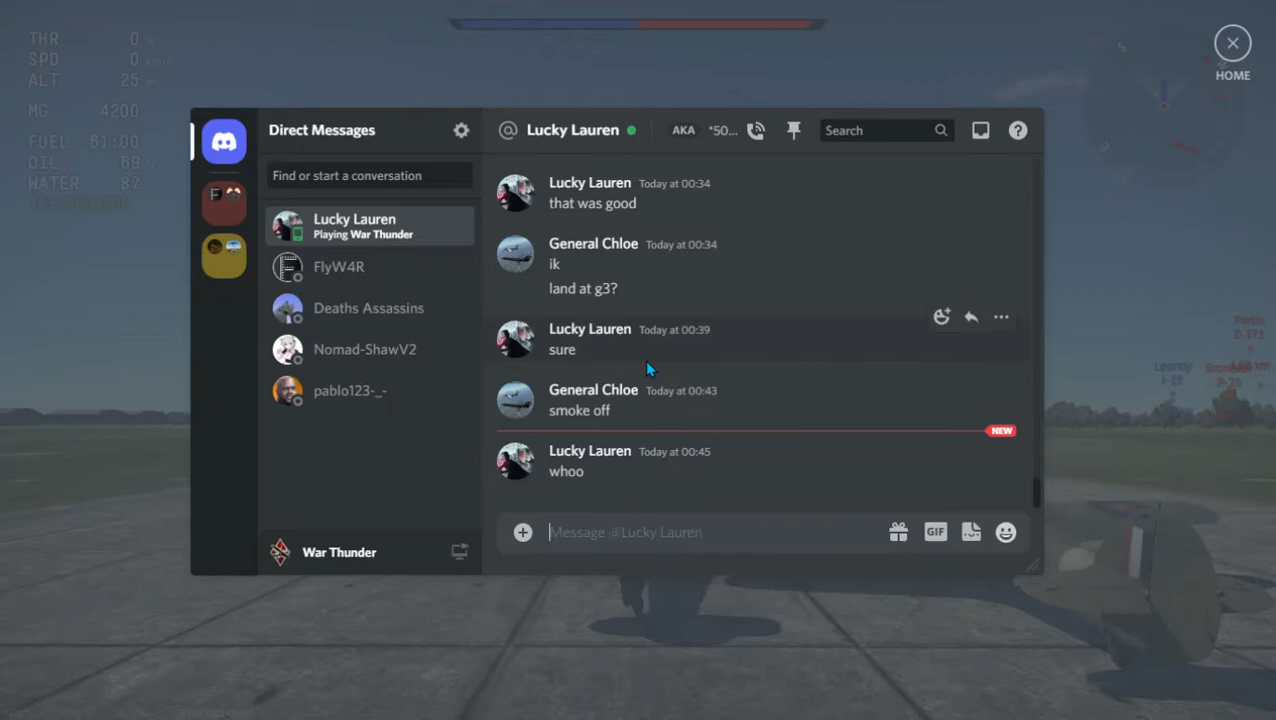 THR 0 %
SPD 0 km/h
ALT 25 m
MG 4200
FUEL 61:00
OIL 69
WATER 87
HOME
Direct Messages
Find or start a conversation
Lucky Lauren
Playing War Thunder
FlyW4R
Deaths Assassins
Nomad-ShawV2
pablo123-_-
War Thunder
Lucky Lauren AKA *50...
Search
Lucky Lauren Today at 00:34
that was good
General Chloe Today at 00:34
ik
land at g3?
Lucky Lauren Today at 00:39
sure
General Chloe Today at 00:43
smoke off
NEW
Lucky Lauren Today at 00:45
whoo
Message @Lucky Lauren
GIF